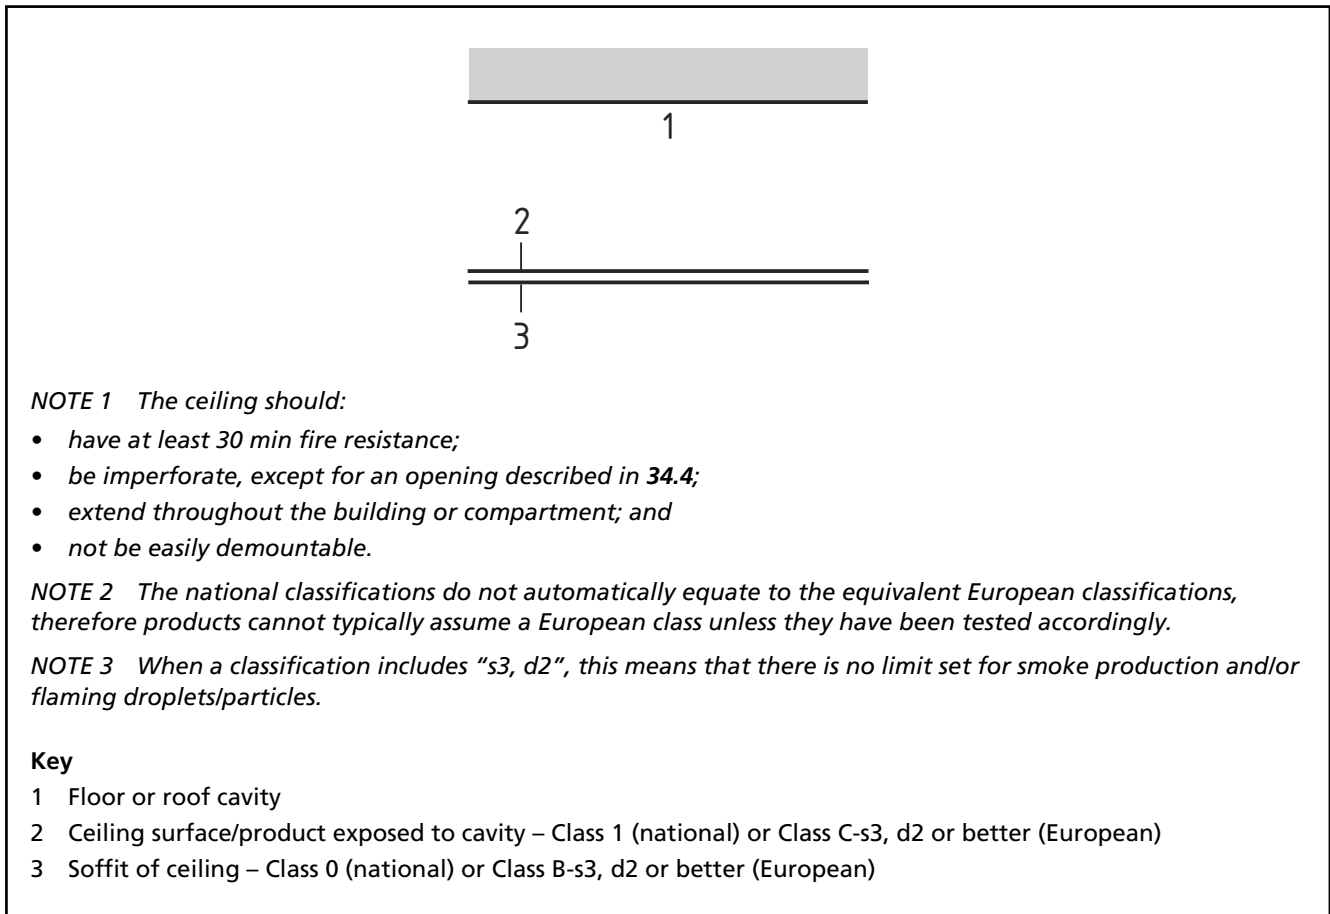 1
2
3
NOTE 1 The ceiling should:
• have at least 30 min fire resistance;
• be imperforate, except for an opening described in 34.4;
• extend throughout the building or compartment; and
• not be easily demountable.
NOTE 2 The national classifications do not automatically equate to the equivalent European classifications,
therefore products cannot typically assume a European class unless they have been tested accordingly.
NOTE 3 When a classification includes “s3, d2”, this means that there is no limit set for smoke production and/or
flaming droplets/particles.
Key
1 Floor or roof cavity
2 Ceiling surface/product exposed to cavity – Class 1 (national) or Class C-s3, d2 or better (European)
3 Soffit of ceiling – Class 0 (national) or Class B-s3, d2 or better (European)